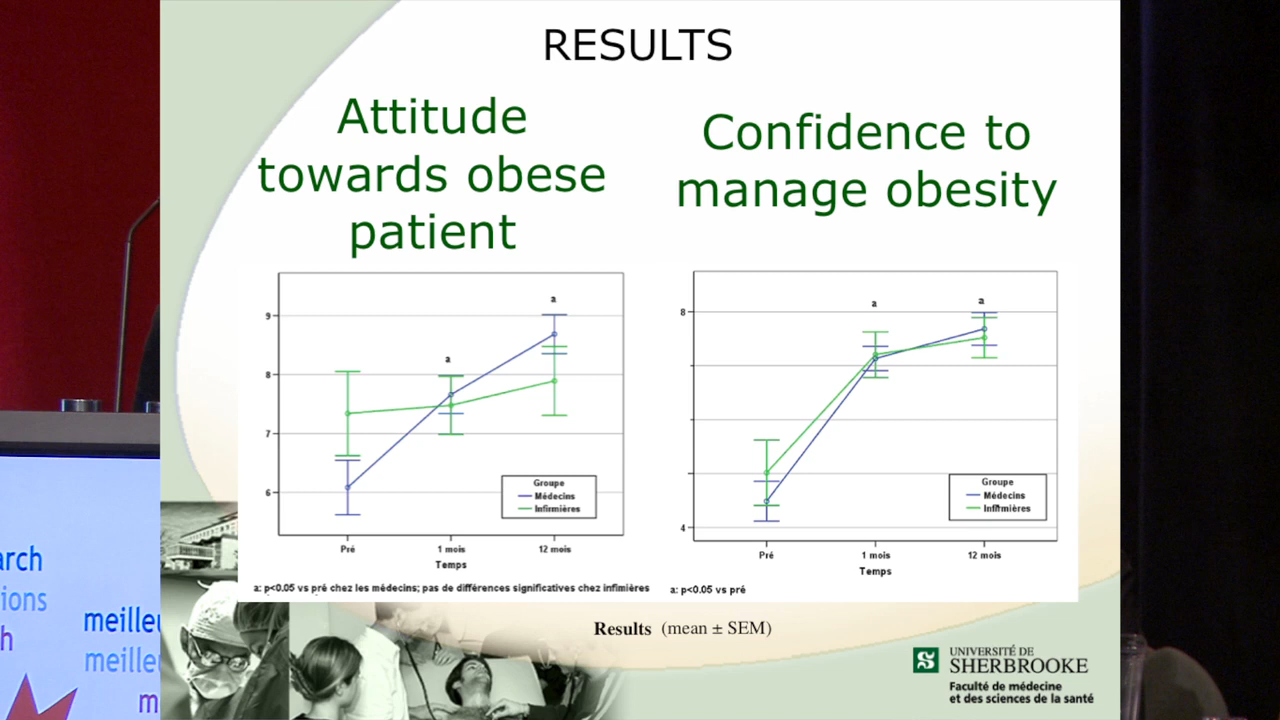 RESULTS
Attitude
towards obese
patient
Confidence to
manage obesity
9
8
7
6
a
a
Groupe
Médecins
Infirmières
Pré
1 mois
12 mois
Temps
a: p<0.05 vs pré chez les médecins; pas de différences significatives chez infimières
8
4
a
a
Groupe
Médecins
Infirmières
Pré
1 mois
12 mois
Temps
a: p<0.05 vs pré
Results (mean ± SEM)
UNIVERSITÉ DE
SHERBROOKE
Faculté de médecine
et des sciences de la santé
arch
ions
h
meilleu
meille
m